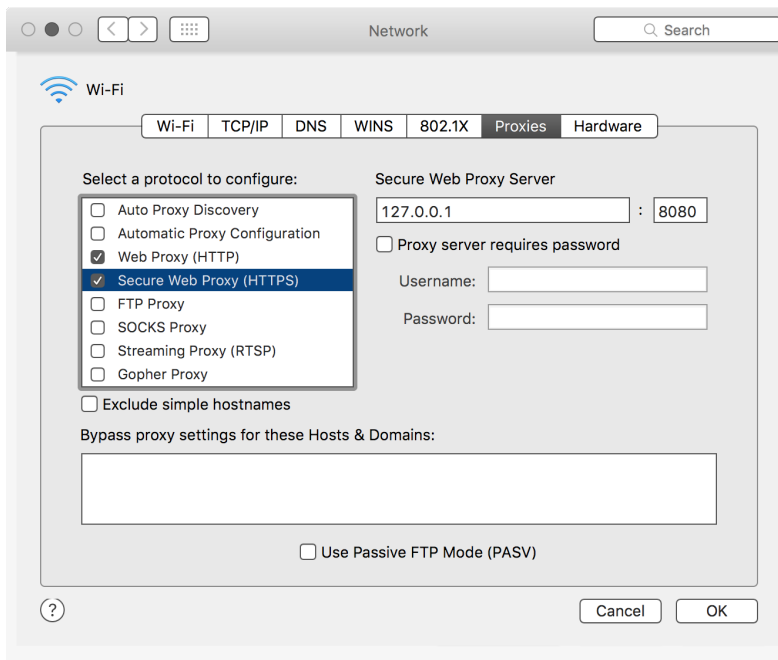 Network
Search
Wi-Fi
Wi-Fi TCP/IP DNS WINS 802.1X Proxies Hardware
Select a protocol to configure:
Auto Proxy Discovery
Automatic Proxy Configuration
Web Proxy (HTTP)
Secure Web Proxy (HTTPS)
FTP Proxy
SOCKS Proxy
Streaming Proxy (RTSP)
Gopher Proxy
Exclude simple hostnames
Secure Web Proxy Server
127.0.0.1 : 8080
Proxy server requires password
Username:
Password:
Bypass proxy settings for these Hosts & Domains:
Use Passive FTP Mode (PASV)
?
Cancel
OK